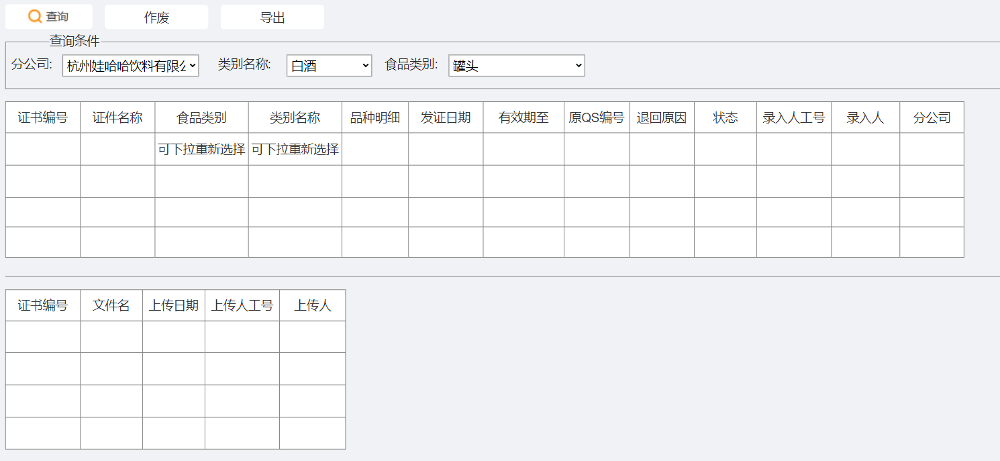 查询 作废 导出
查询条件
分公司: 杭州娃哈哈饮料有限公 类别名称: 白酒 食品类别: 罐头
证书编号 证件名称 食品类别 类别名称 品种明细 发证日期 有效期至 原QS编号 退回原因 状态 录入人工号 录入人 分公司
可下拉重新选择 可下拉重新选择
证书编号 文件名 上传日期 上传人工号 上传人